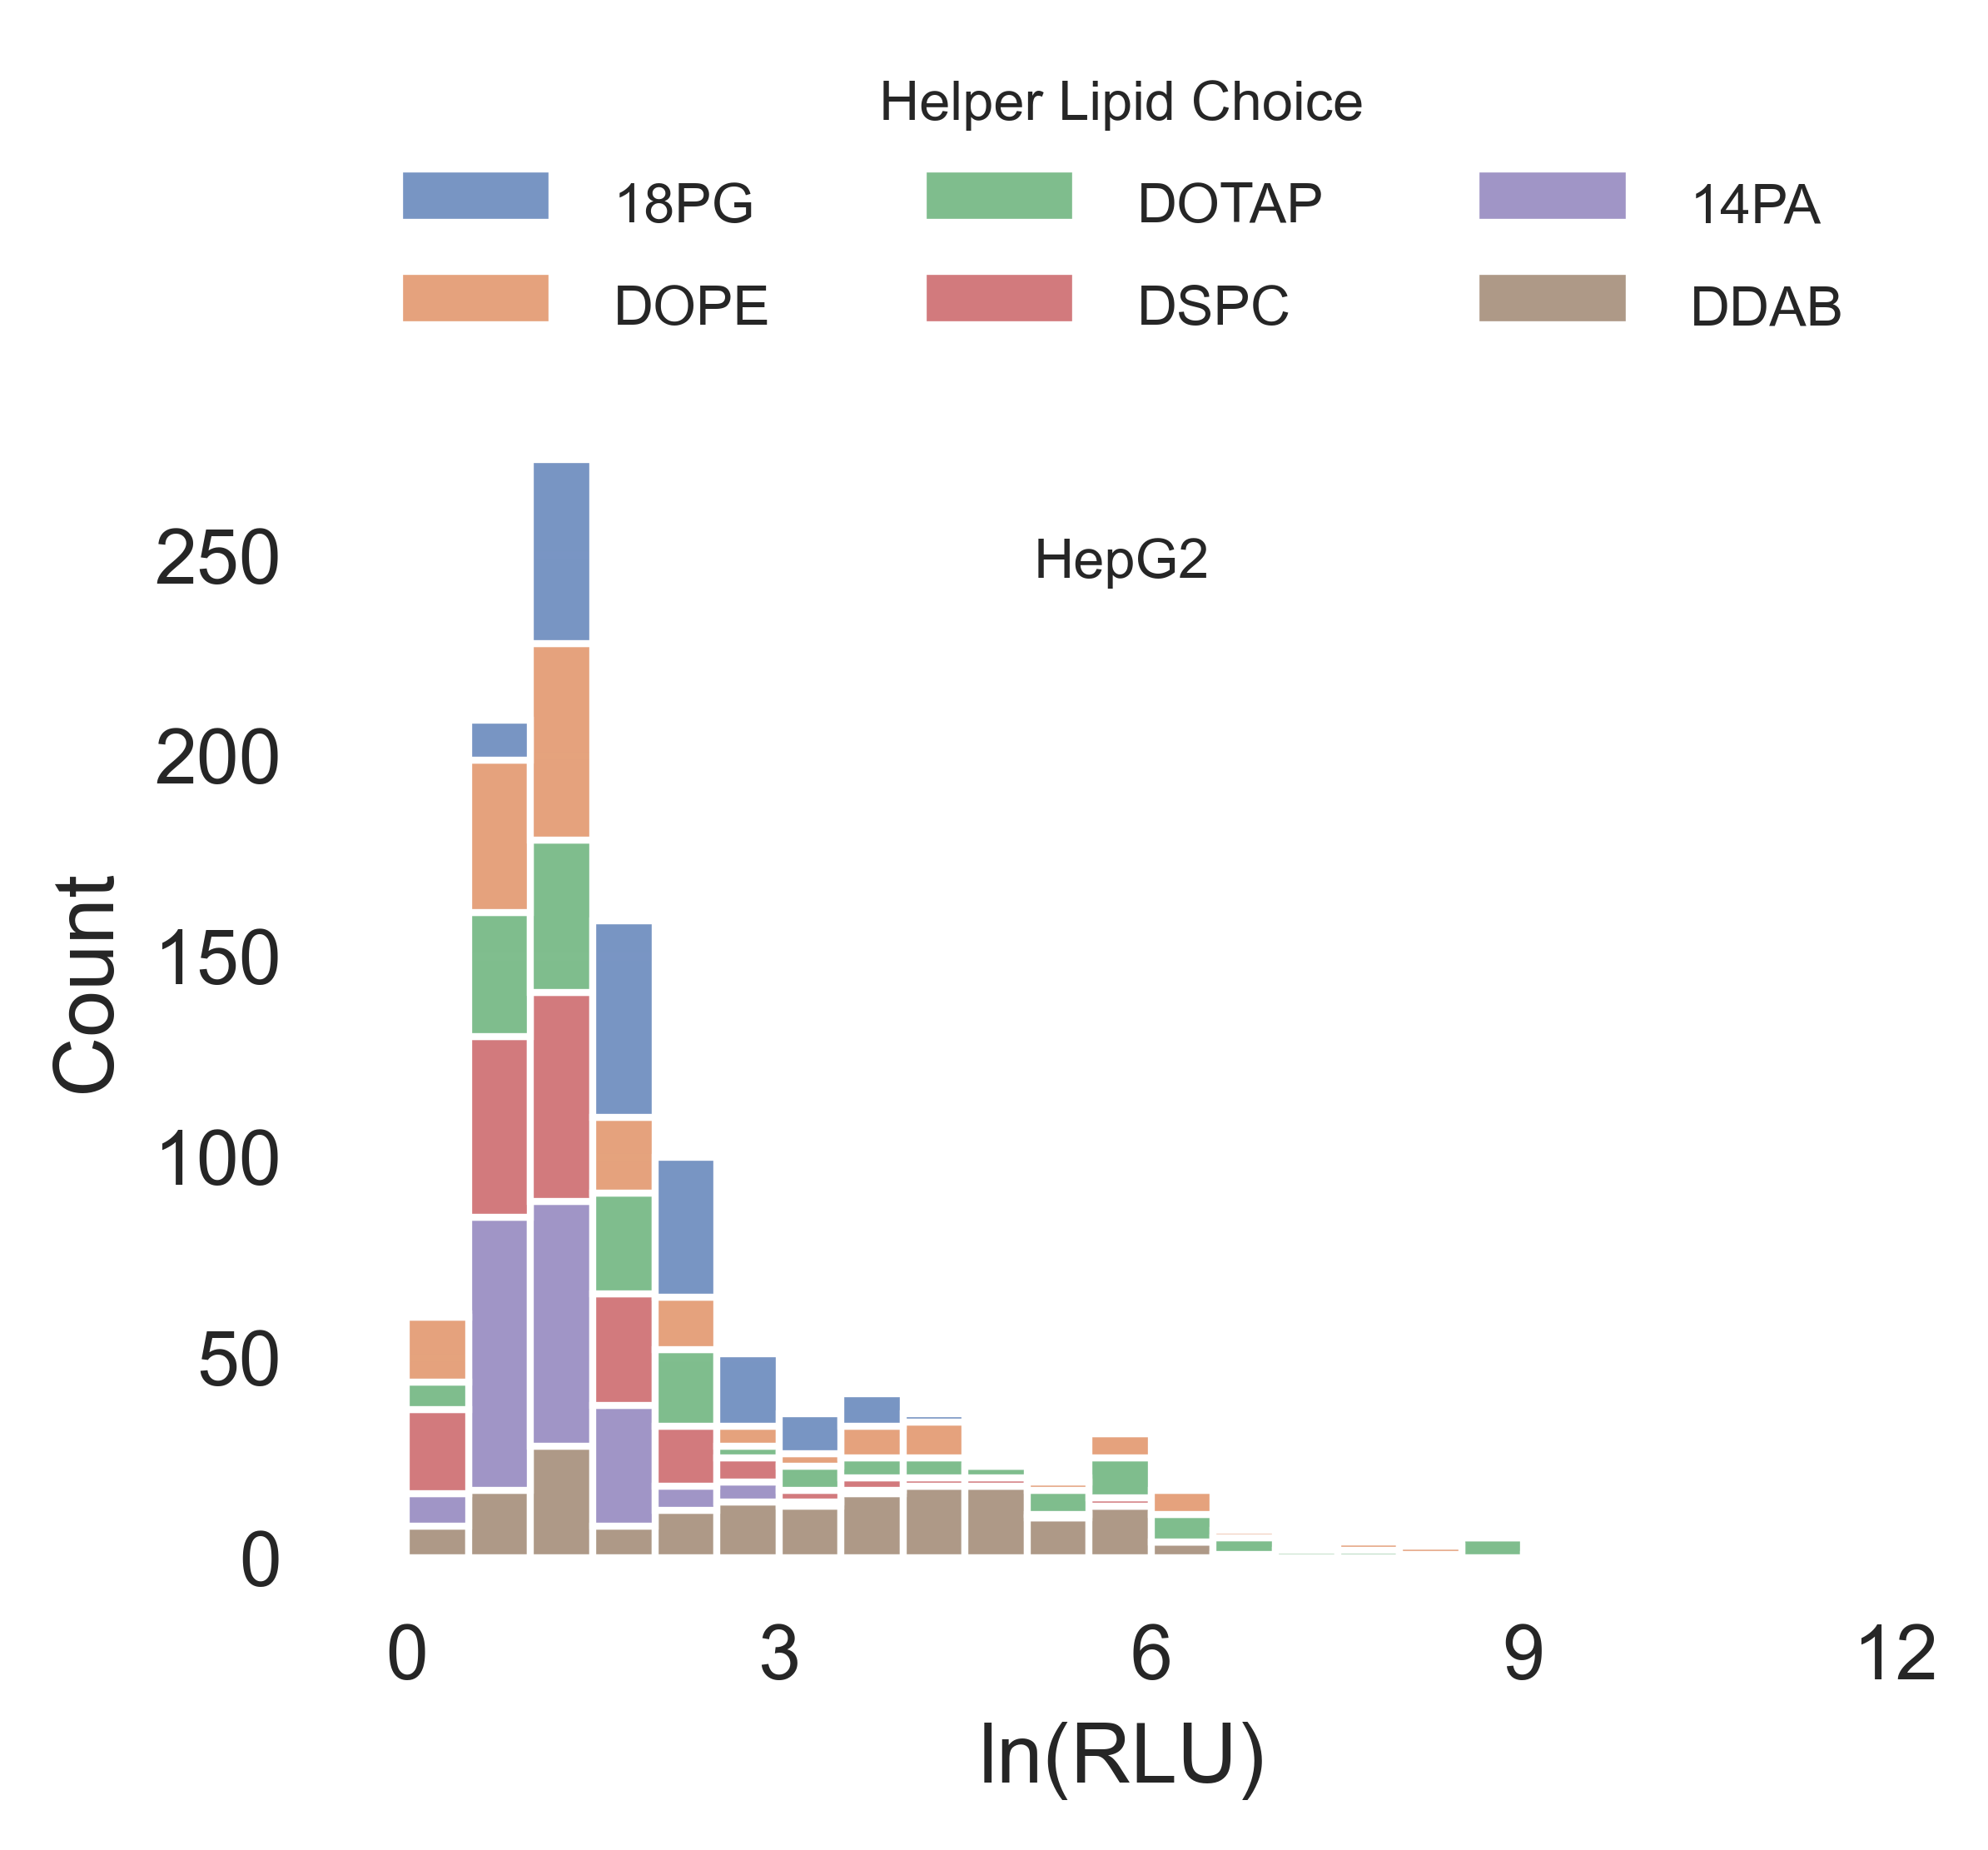 Helper Lipid Choice
18PG DOTAP 14PA
DOPE DSPC DDAB
HepG2
250
200
150
100
50
0
Count
0 3 6 9 12
ln(RLU)